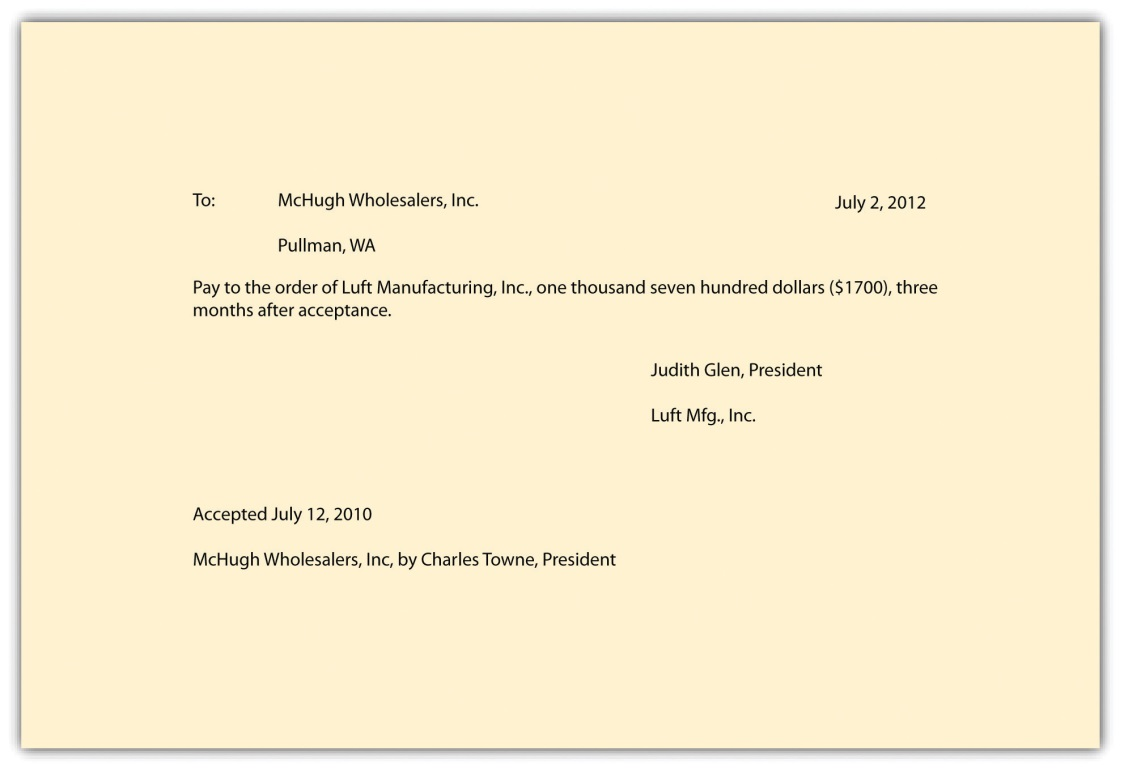 To: McHugh Wholesalers, Inc. July 2, 2012
Pullman, WA
Pay to the order of Luft Manufacturing, Inc., one thousand seven hundred dollars ($1700), three
months after acceptance.
Judith Glen, President
Luft Mfg., Inc.
Accepted July 12, 2010
McHugh Wholesalers, Inc, by Charles Towne, President